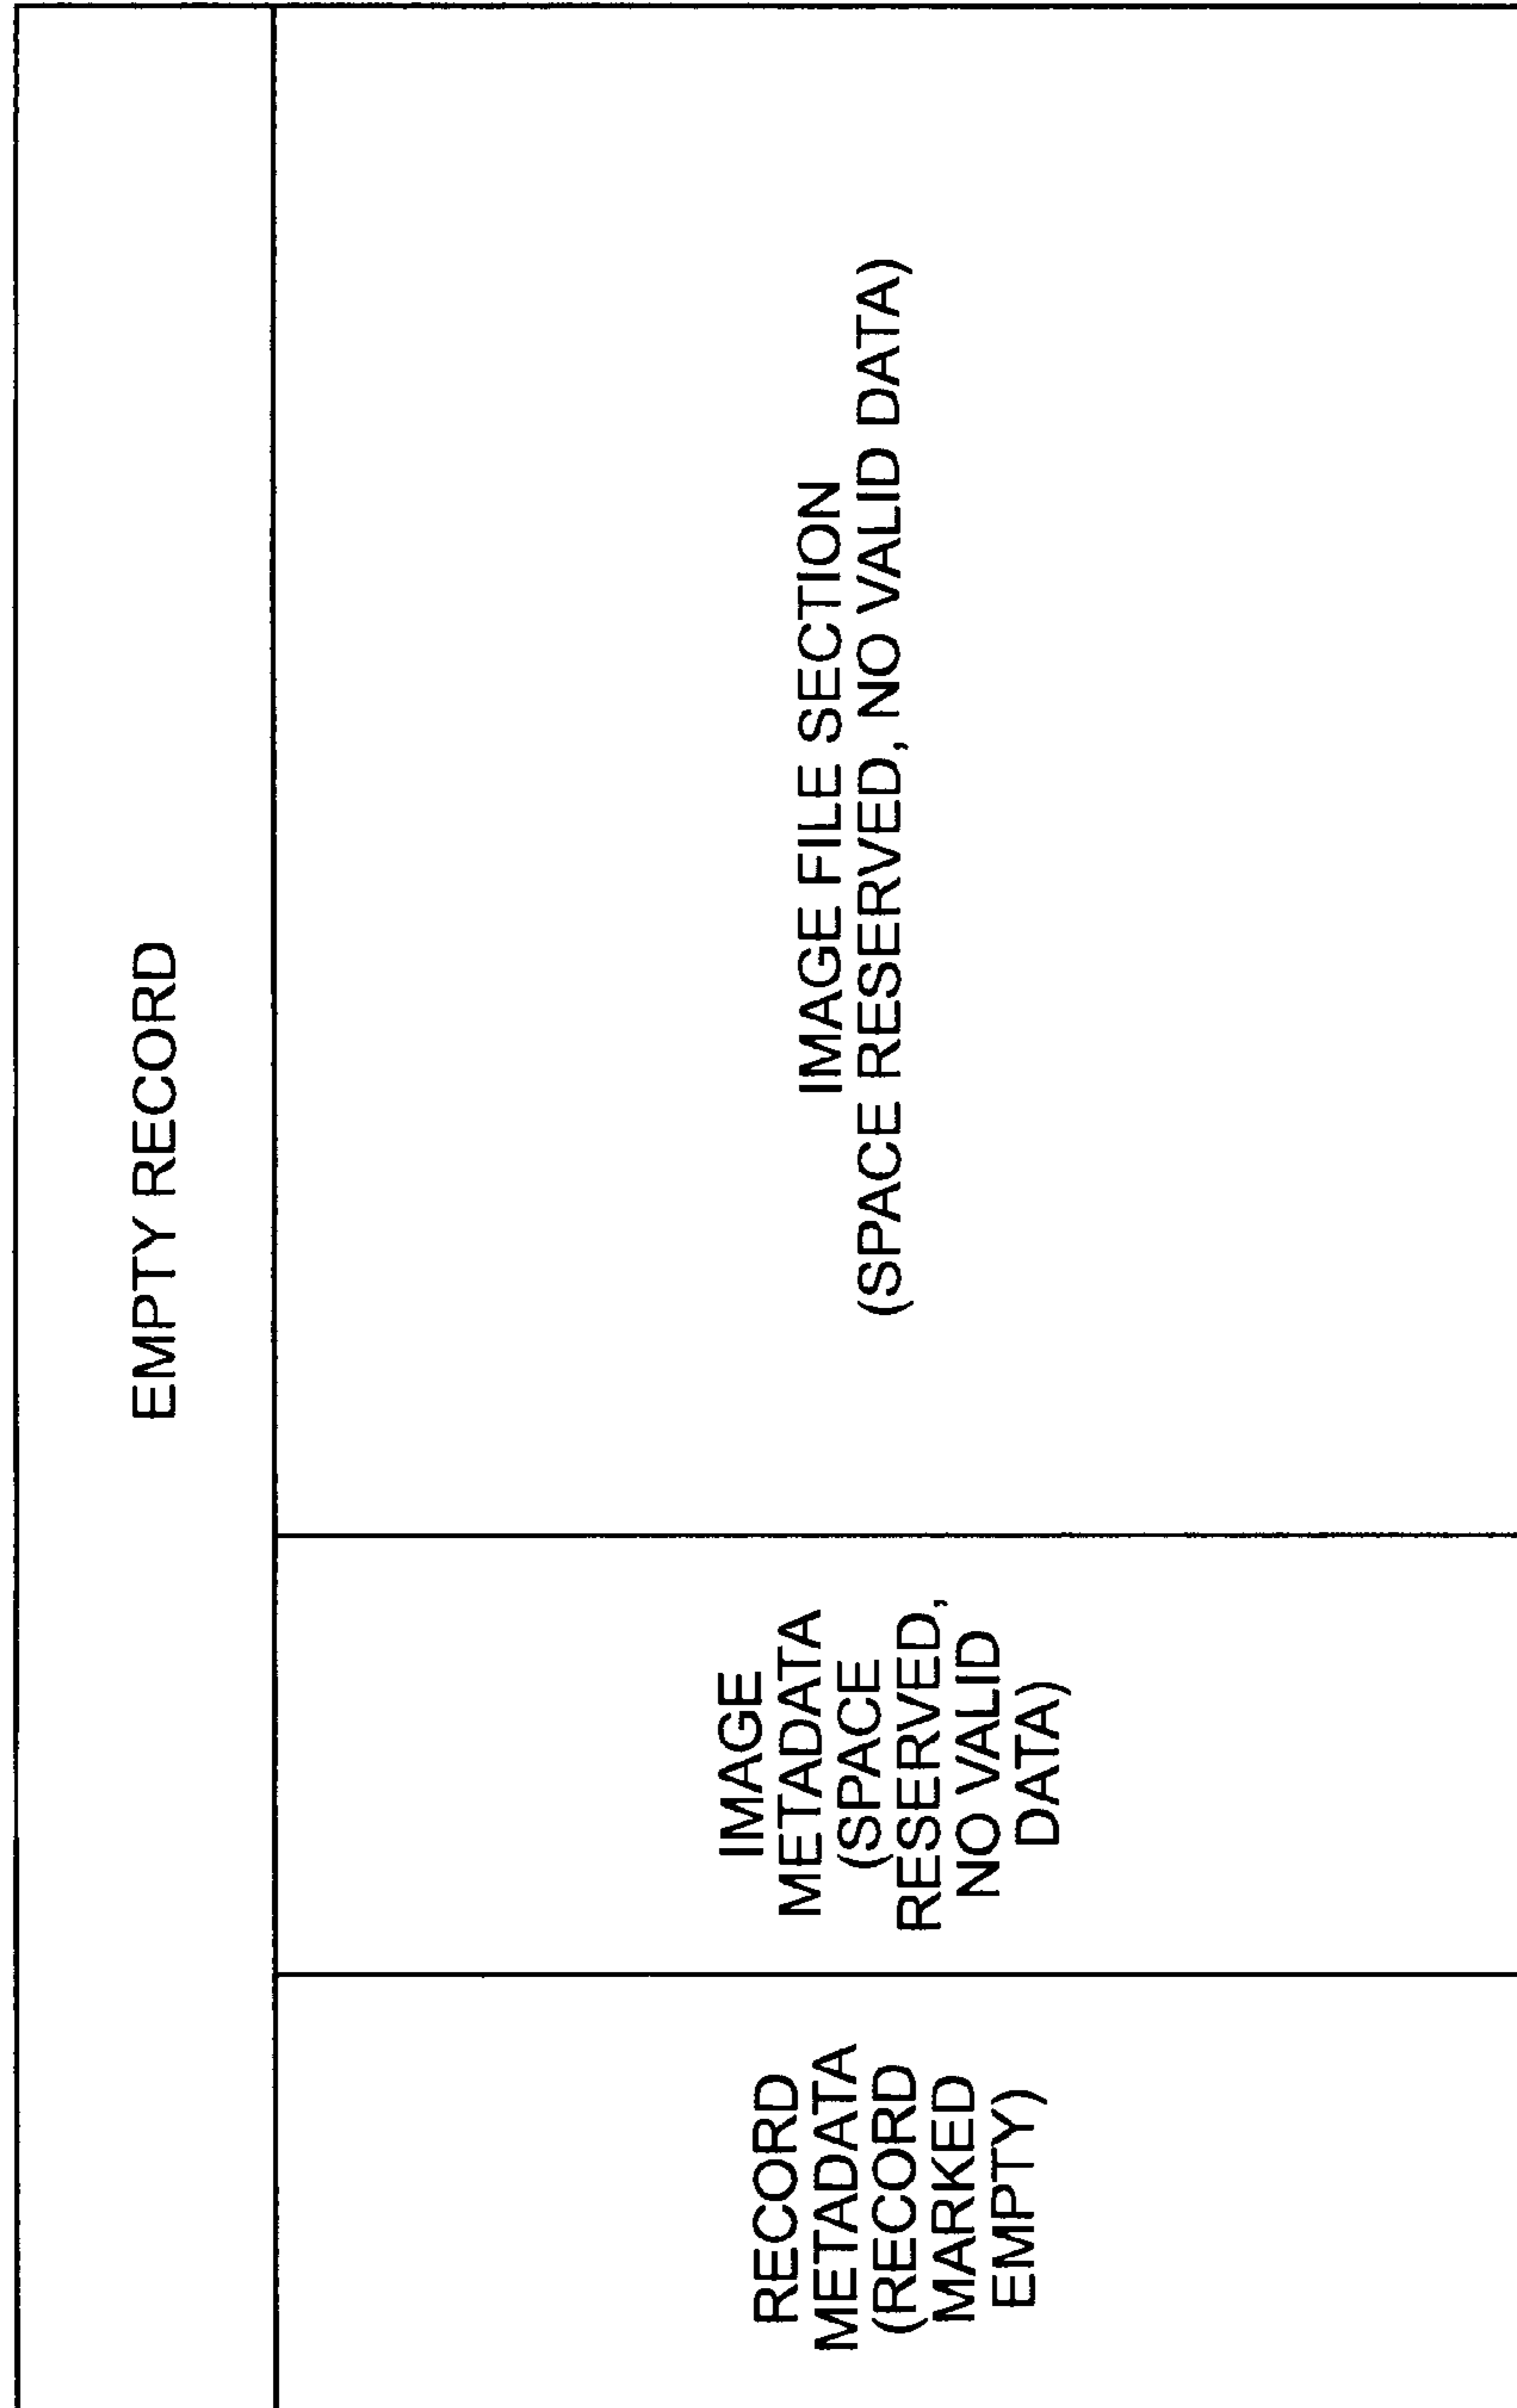 EMPTY RECORD
RECORD
METADATA
(RECORD
MARKED
EMPTY)
IMAGE
METADATA
(SPACE
RESERVED,
NO VALID
DATA)
IMAGE FILE SECTION
(SPACE RESERVED, NO VALID DATA)